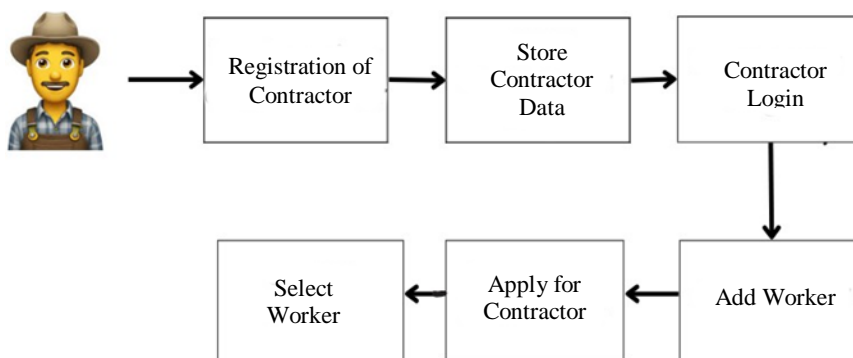 Registration of
Contractor
Store
Contractor
Data
Contractor
Login
Add Worker
Apply for
Contractor
Select
Worker